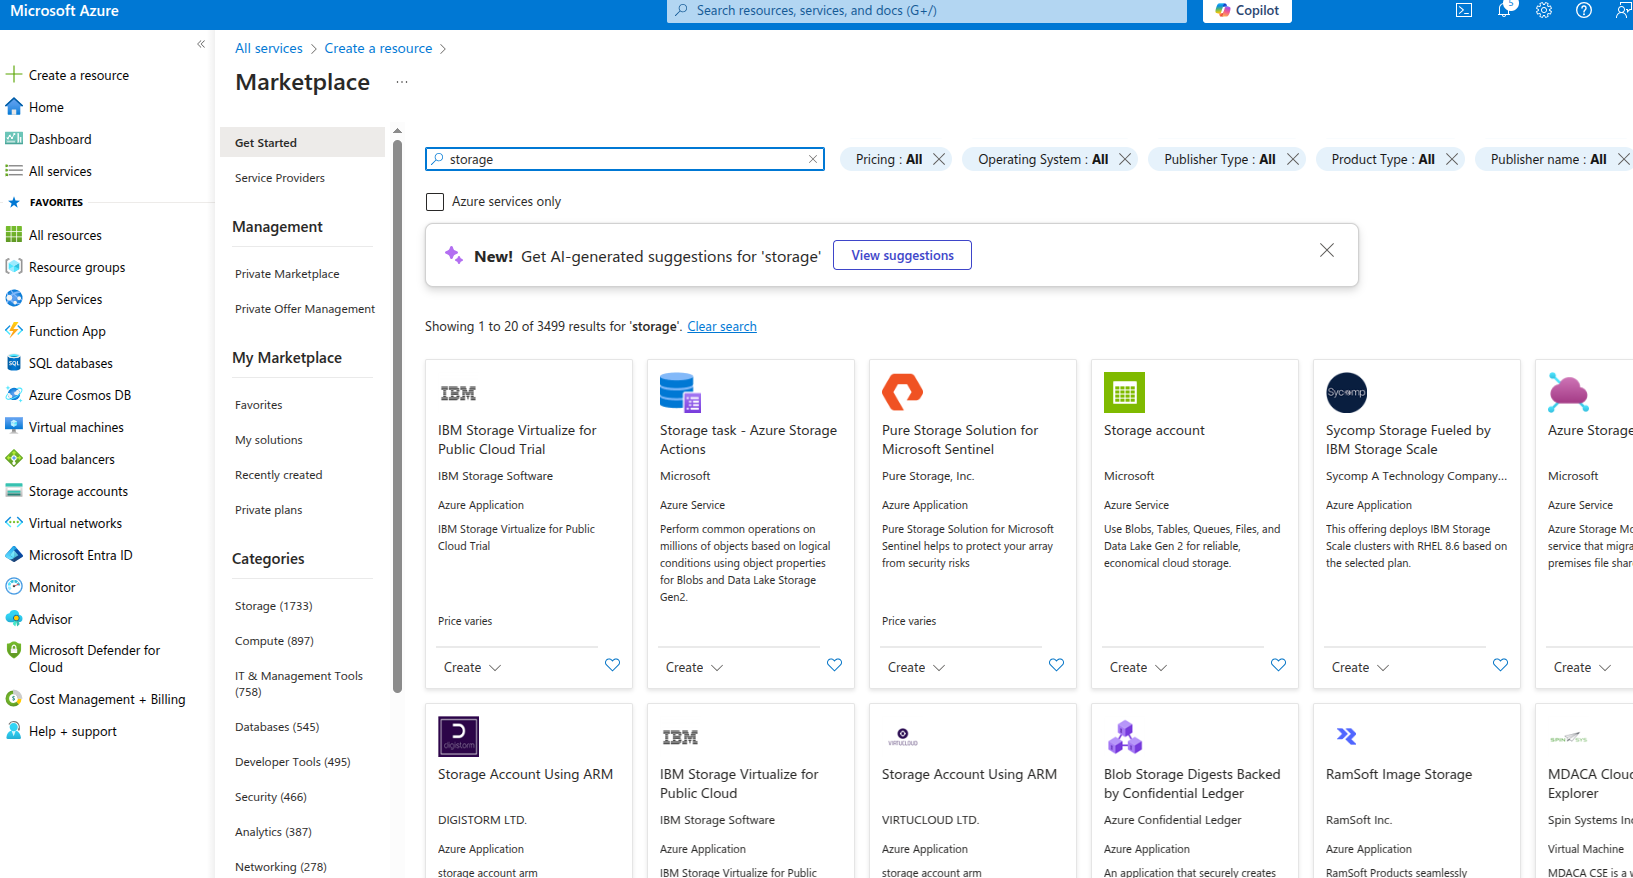 Microsoft Azure
Search resources, services, and docs (G+/)
Copilot
5
Create a resource
Home
Dashboard
All services
FAVORITES
All resources
Resource groups
App Services
Function App
SQL databases
Azure Cosmos DB
Virtual machines
Load balancers
Storage accounts
Virtual networks
Microsoft Entra ID
Monitor
Advisor
Microsoft Defender for
Cloud
Cost Management + Billing
Help + support
All services > Create a resource >
Marketplace ...
Get Started
Service Providers
Management
Private Marketplace
Private Offer Management
My Marketplace
Favorites
My solutions
Recently created
Private plans
Categories
Storage (1733)
Compute (897)
IT & Management Tools
(758)
Databases (545)
Developer Tools (495)
Security (466)
Analytics (387)
Networking (278)
storage
Pricing : All
Operating System : All
Publisher Type : All
Product Type : All
Publisher name : All
Azure services only
New! Get AI-generated suggestions for 'storage'
View suggestions
Showing 1 to 20 of 3499 results for 'storage'. Clear search
IBM
IBM Storage Virtualize for
Public Cloud Trial
IBM Storage Software
Azure Application
IBM Storage Virtualize for Public
Cloud Trial
Price varies
Create
Storage task - Azure Storage
Actions
Microsoft
Azure Service
Perform common operations on
millions of objects based on logical
conditions using object properties
for Blobs and Data Lake Storage
Gen2.
Create
Pure Storage Solution for
Microsoft Sentinel
Pure Storage, Inc.
Azure Application
Pure Storage Solution for Microsoft
Sentinel helps to protect your array
from security risks
Price varies
Create
Storage account
Microsoft
Azure Service
Use Blobs, Tables, Queues, Files, and
Data Lake Gen 2 for reliable,
economical cloud storage.
Create
Sycomp
Sycomp Storage Fueled by
IBM Storage Scale
Sycomp A Technology Company...
Azure Application
This offering deploys IBM Storage
Scale clusters with RHEL 8.6 based on
the selected plan.
Create
Azure Storage
Microsoft
Azure Service
Azure Storage Mo
service that migra
premises file shar
Create
digistorm
Storage Account Using ARM
DIGISTORM LTD.
Azure Application
storage account arm
IBM
IBM Storage Virtualize for
Public Cloud
IBM Storage Software
Azure Application
IBM Storage Virtualize for Public
VIRTUCLOUD
Storage Account Using ARM
VIRTUCLOUD LTD.
Azure Application
storage account arm
Blob Storage Digests Backed
by Confidential Ledger
Azure Confidential Ledger
Azure Application
An application that securely creates
RamSoft Image Storage
RamSoft Inc.
Azure Application
RamSoft Products seamlessly
SPIN SYS
MDACA Clou
Explorer
Spin Systems Inc
Virtual Machine
MDACA CSE is a v